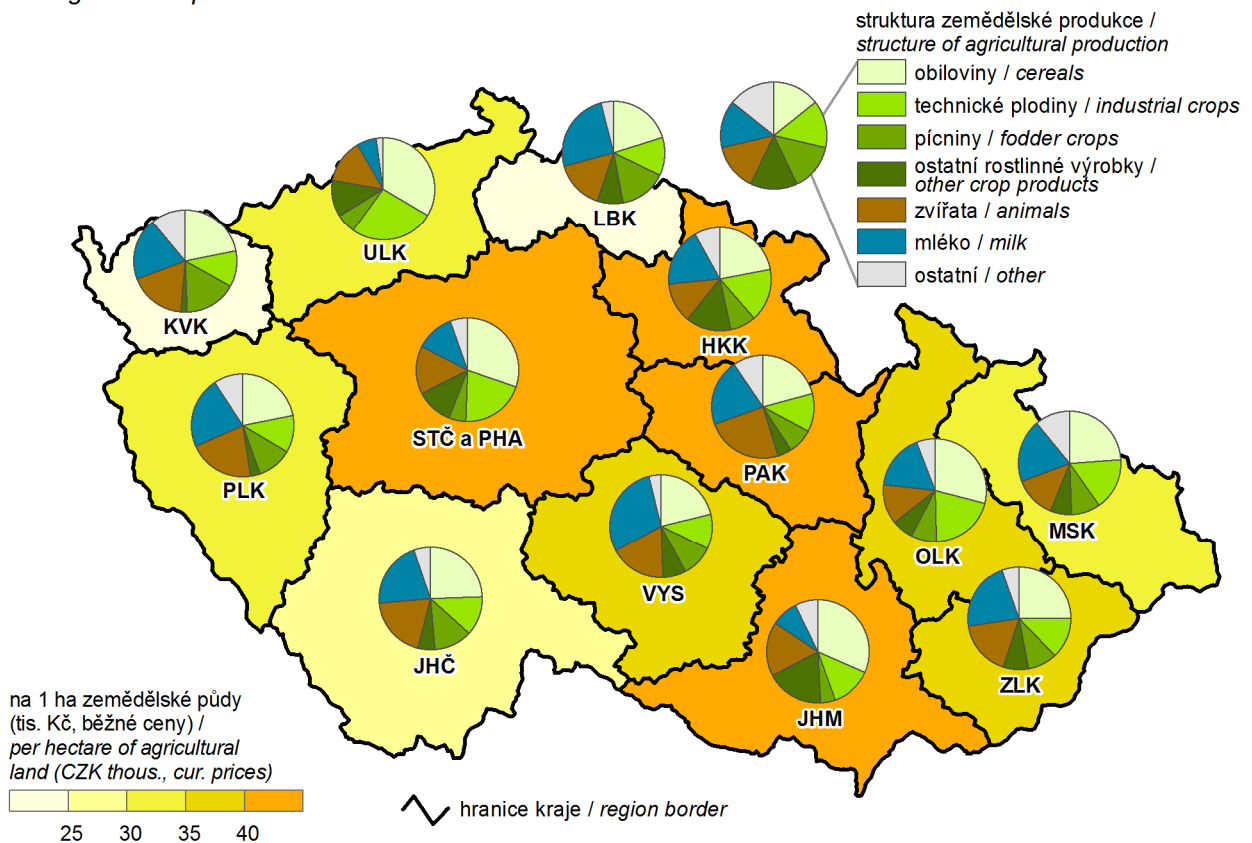 struktura zemědělské produkce /
structure of agricultural production
obiloviny / cereals
technické plodiny / industrial crops
pícniny / fodder crops
ostatní rostlinné výrobky /
other crop products
zvířata / animals
mléko / milk
ostatní / other
LBK
ULK
KVK
HKK
STČ a PHA
PAK
PLK
MSK
OLK
VYS
JHČ
ZLK
JHM
na 1 ha zemědělské půdy
(tis. Kč, běžné ceny) /
per hectare of agricultural
land (CZK thous., cur. prices)
25 30 35 40
hranice kraje / region border